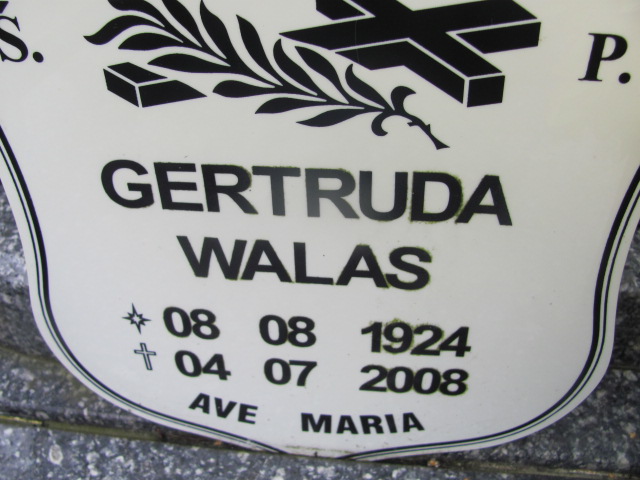 Ś. P.
GERTRUDA
WALAS
08 08 1924
04 07 2008
AVE MARIA